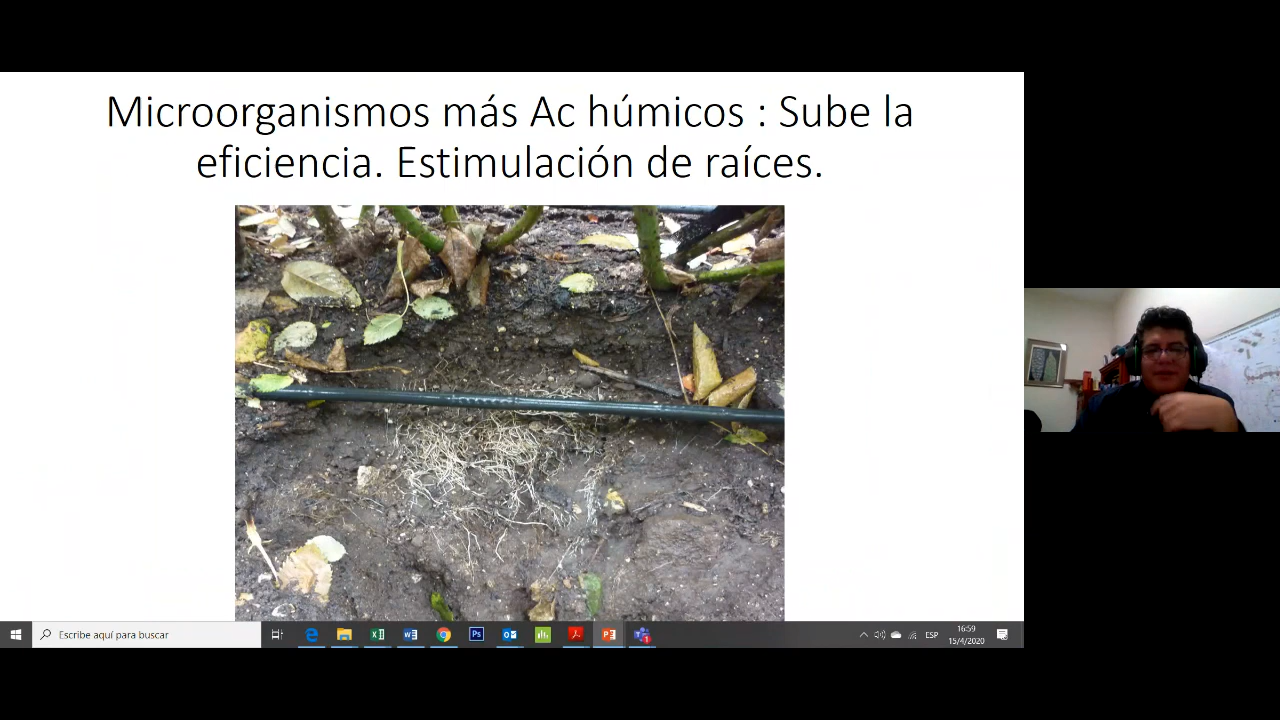 Microorganismos más Ac húmicos : Sube la
eficiencia. Estimulación de raíces.
Escribe aquí para buscar
ESP
16:59
15/4/2020